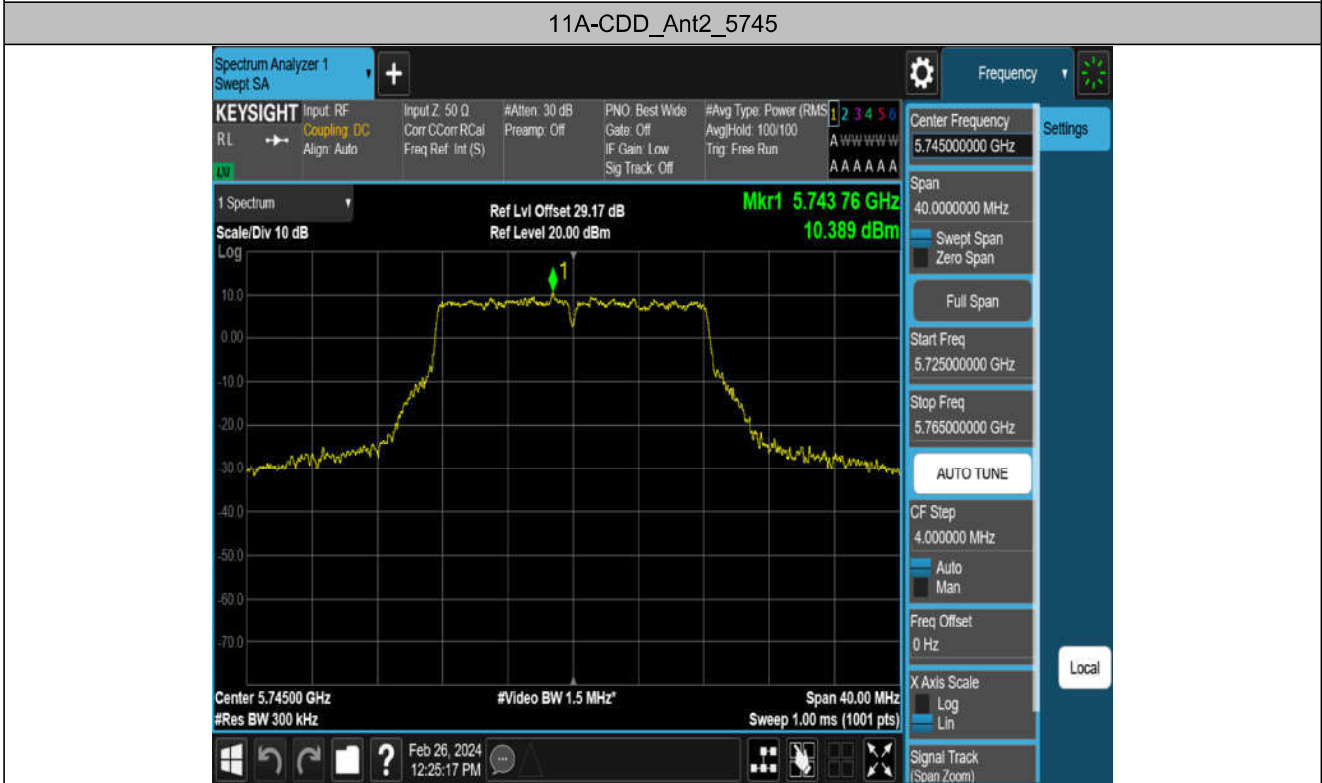 11A-CDD_Ant2_5745
Spectrum Analyzer 1
Swept SA
+
Frequency
KEYSIGHT
RL
LXI
Input: RF
Coupling: DC
Align: Auto
Input Z: 50 Ω
Corr CCorr RCal
Freq Ref: Int (S)
#Atten: 30 dB
Preamp: Off
PNO: Best Wide
Gate: Off
IF Gain: Low
Sig Track: Off
#Avg Type: Power (RMS
Avg|Hold: 100/100
Trig: Free Run
1 2 3 4 5 6
A W W W W W
A A A A A A
1 Spectrum
Scale/Div 10 dB
Log
Ref Lvl Offset 29.17 dB
Ref Level 20.00 dBm
Mkr1 5.743 76 GHz
10.389 dBm
1
10.0
0.00
-10.0
-20.0
-30.0
-40.0
-50.0
-60.0
-70.0
Center 5.74500 GHz
#Res BW 300 kHz
#Video BW 1.5 MHz*
Span 40.00 MHz
Sweep 1.00 ms (1001 pts)
?
Feb 26, 2024
12:25:17 PM
Center Frequency
5.745000000 GHz
Settings
Span
40.0000000 MHz
Swept Span
Zero Span
Full Span
Start Freq
5.725000000 GHz
Stop Freq
5.765000000 GHz
AUTO TUNE
CF Step
4.000000 MHz
Auto
Man
Freq Offset
0 Hz
X Axis Scale
Log
Lin
Local
Signal Track
(Span Zoom)